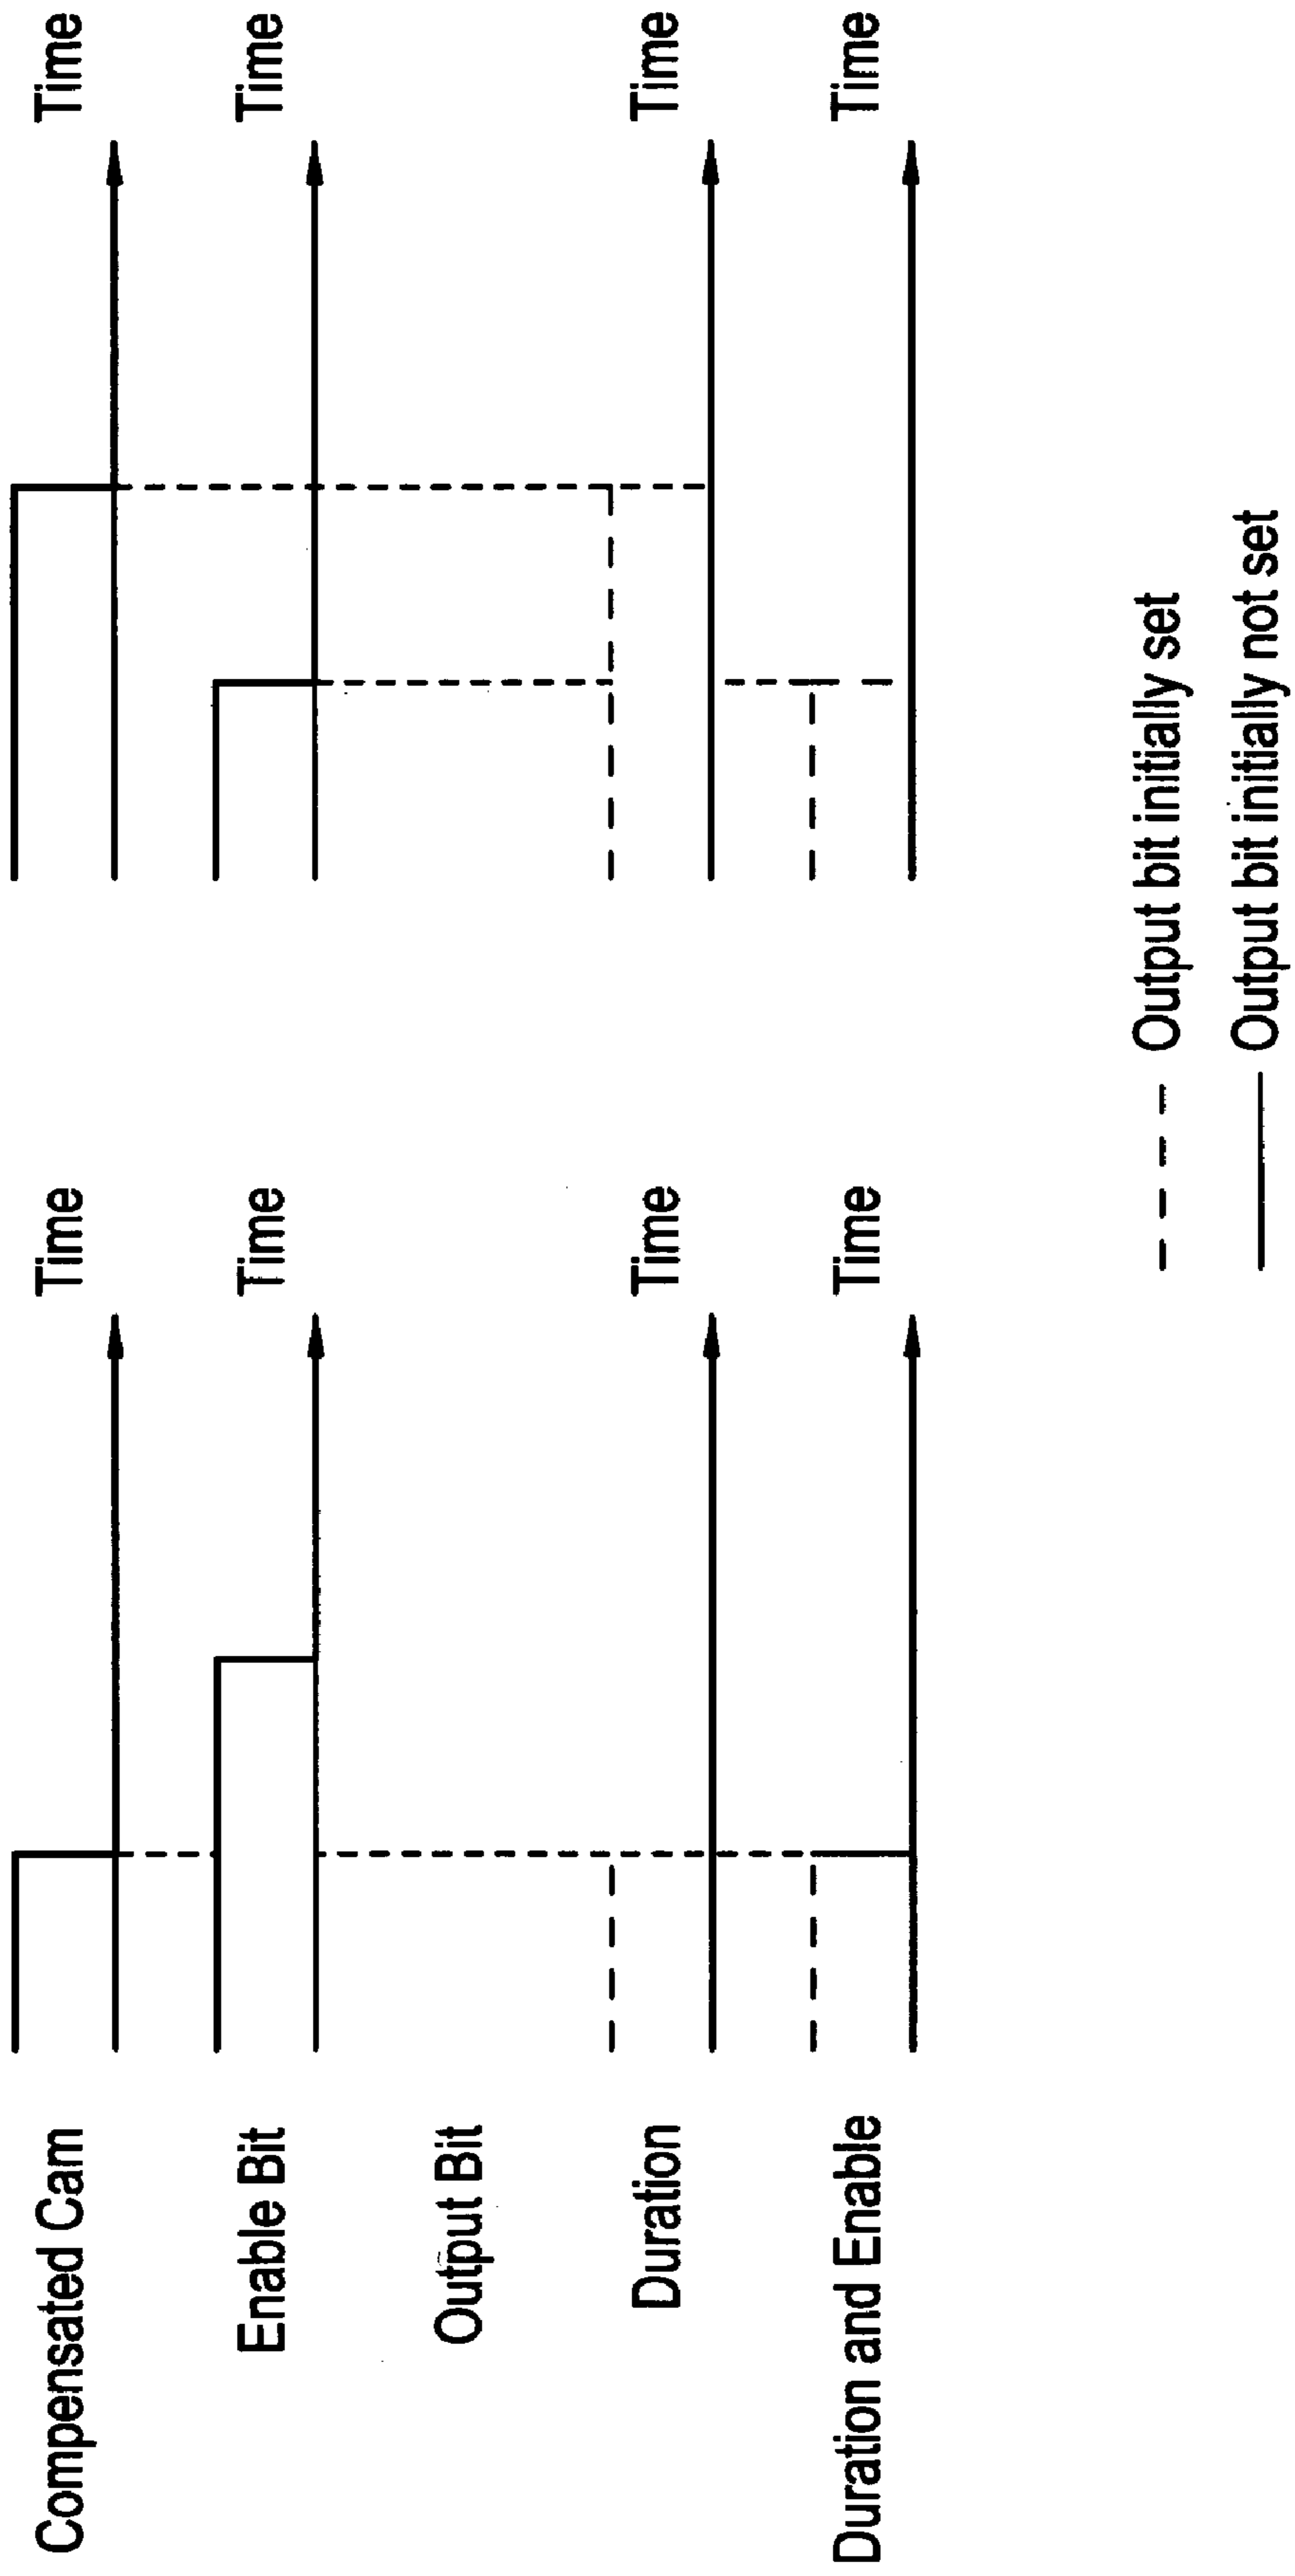 Compensated Cam
Time
Time
Enable Bit
Time
Time
Output Bit
Duration
Time
Time
Duration and Enable
Time
Time
Output bit initially set
Output bit initially not set